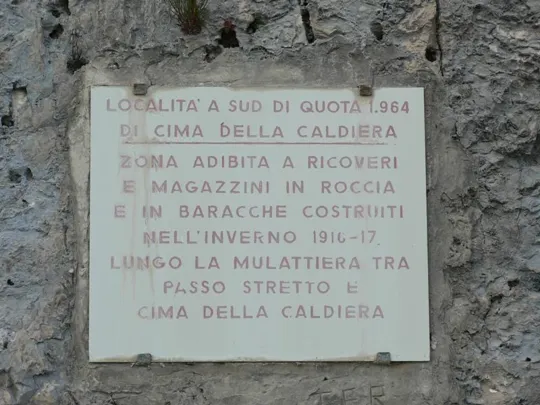 LOCALITA' A SUD DI QUOTA 1.964
DI CIMA DELLA CALDIERA
ZONA ADIBITA A RICOVERI
E MAGAZZINI IN ROCCIA
E IN BARACCHE COSTRUITI
NELL'INVERNO 1916-17
LUNGO LA MULATTIERA TRA
PASSO STRETTO E
CIMA DELLA CALDIERA